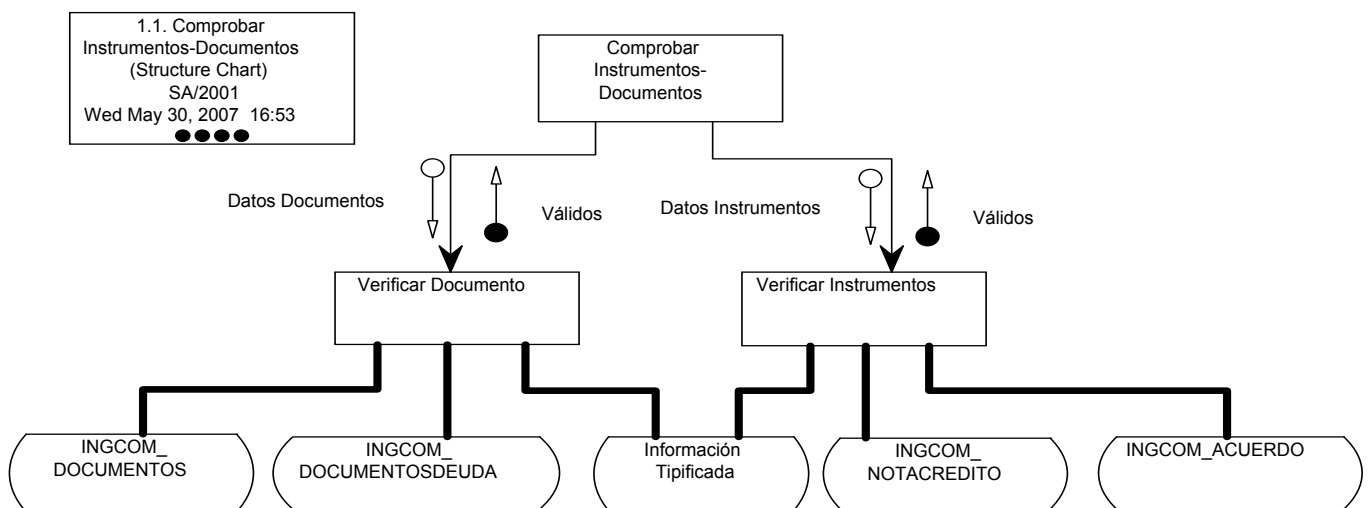 1.1. Comprobar
Instrumentos-Documentos
(Structure Chart)
SA/2001
Wed May 30, 2007 16:53
Comprobar
Instrumentos-
Documentos
Datos Documentos
Válidos
Datos Instrumentos
Válidos
Verificar Documento
Verificar Instrumentos
INGCOM_
DOCUMENTOS
INGCOM_
DOCUMENTOSDEUDA
Información
Tipificada
INGCOM_
NOTACREDITO
INGCOM_ACUERDO